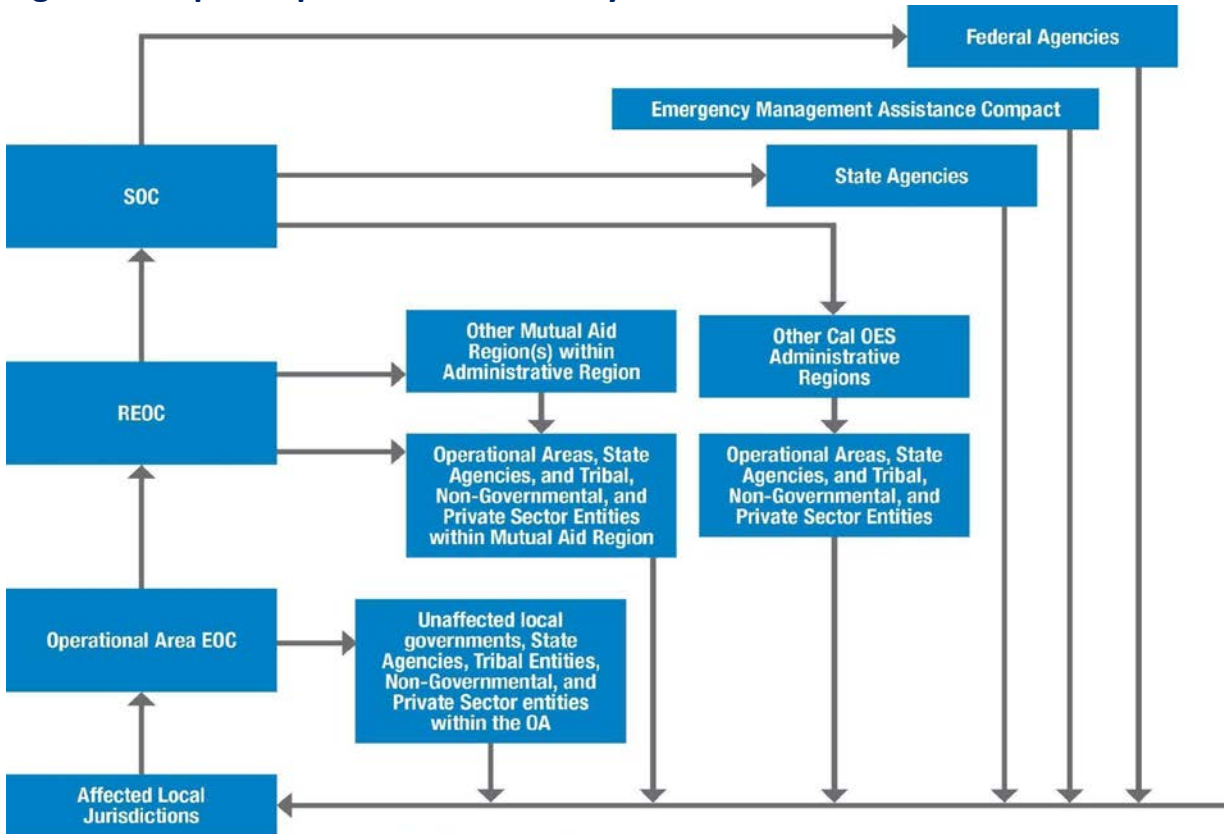 Federal Agencies
Emergency Management Assistance Compact
SOC
State Agencies
Other Mutual Aid
Region(s) within
Administrative Region
Other Cal OES
Administrative
Regions
REOC
Operational Areas, State
Agencies, and Tribal,
Non-Governmental, and
Private Sector Entities
within Mutual Aid Region
Operational Areas, State
Agencies, and Tribal,
Non-Governmental, and
Private Sector Entities
Operational Area EOC
Unaffected local
governments, State
Agencies, Tribal Entities,
Non-Governmental, and
Private Sector entities
within the OA
Affected Local
Jurisdictions